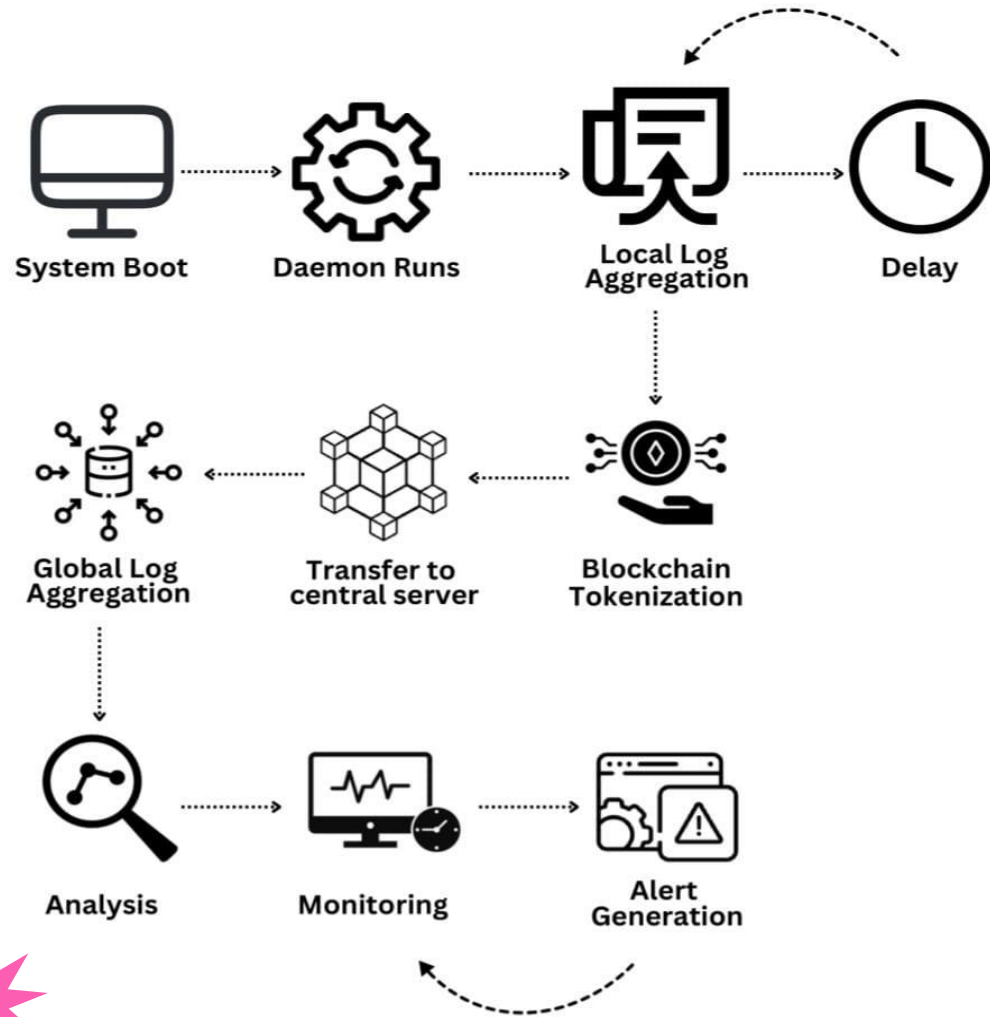 System Boot
Daemon Runs
Local Log
Aggregation
Delay
Global Log
Aggregation
Transfer to
central server
Blockchain
Tokenization
Analysis
Monitoring
Alert
Generation